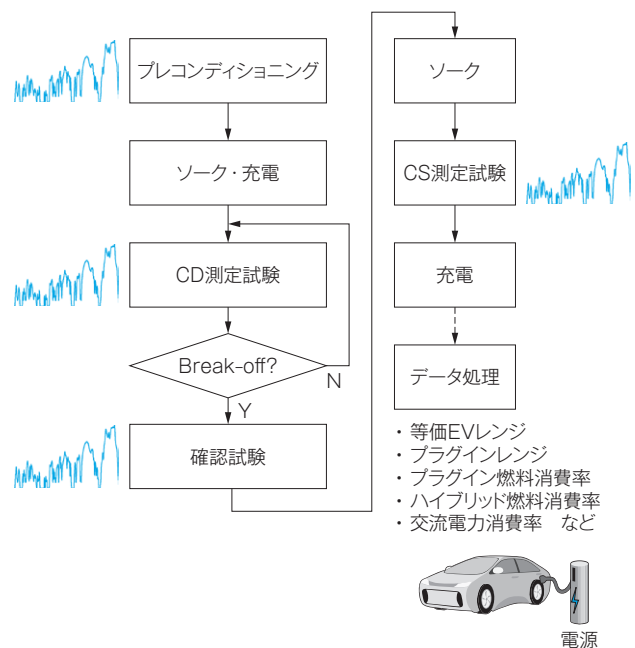 プレコンディショニング
ソーク・充電
CD測定試験
Break-off?
N
Y
確認試験
ソーク
CS測定試験
充電
データ処理
・等価EVレンジ
・プラグインレンジ
・プラグイン燃料消費率
・ハイブリッド燃料消費率
・交流電力消費率　など
電源